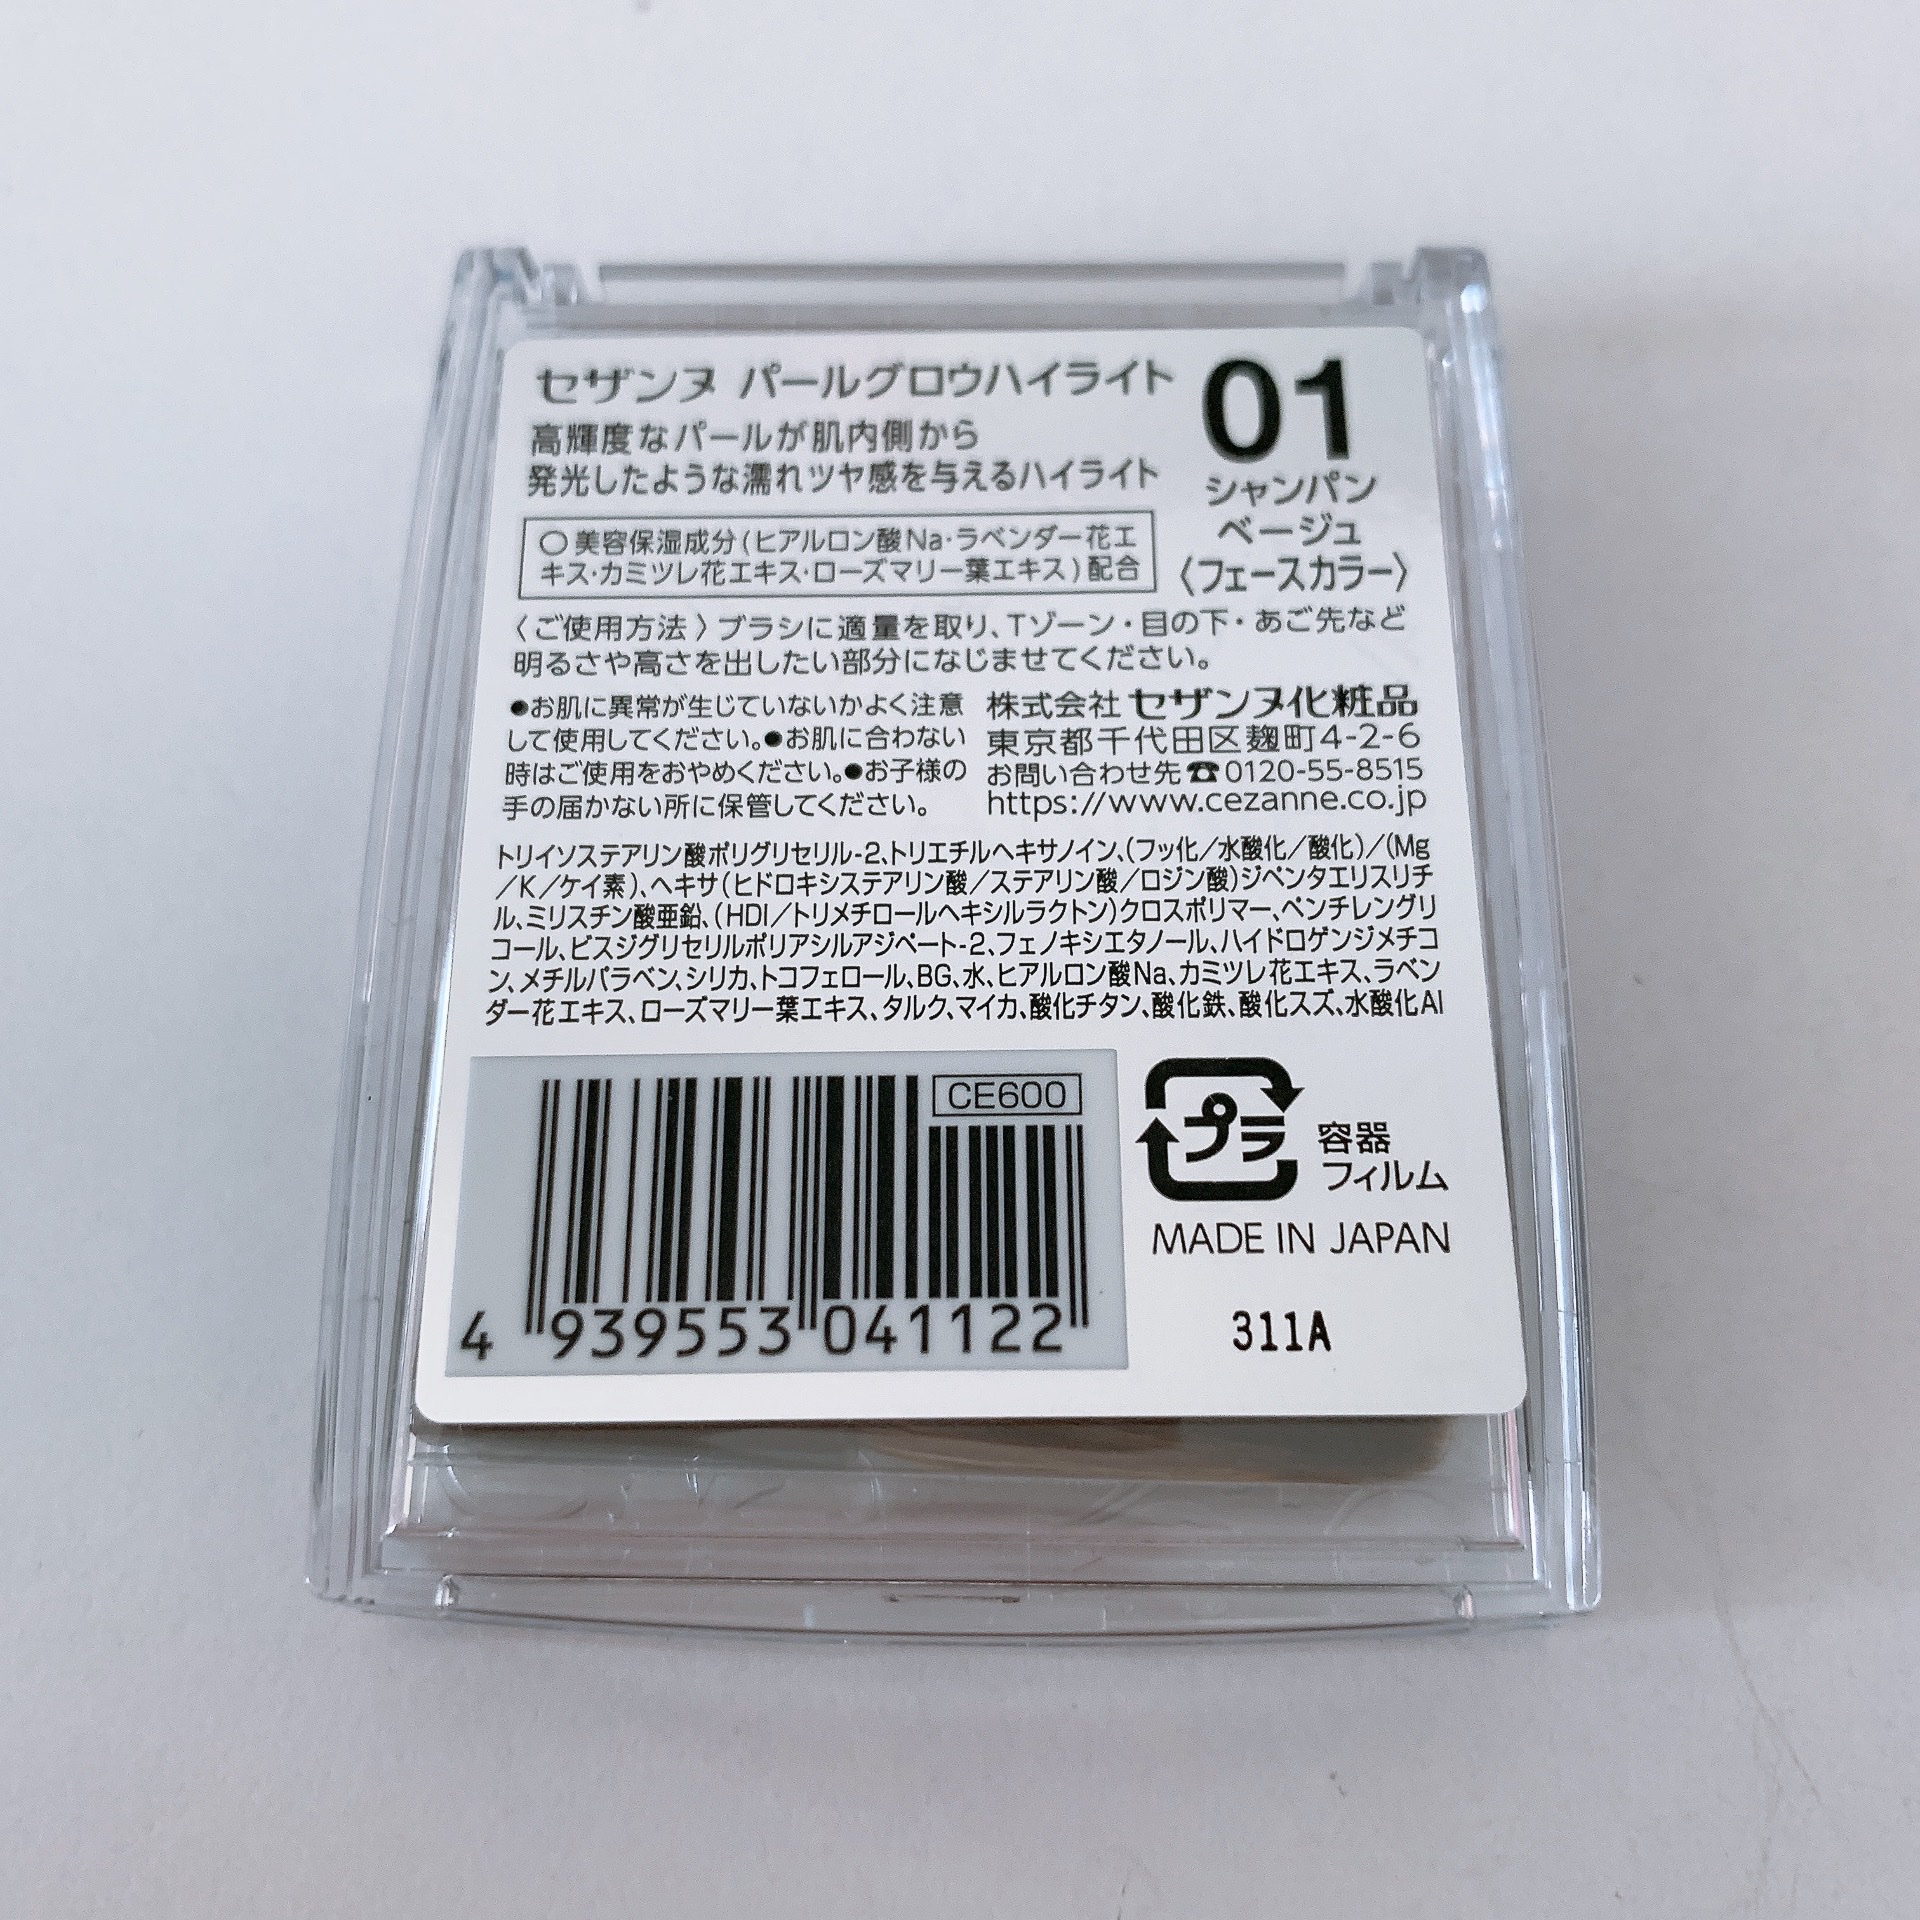 セザンヌ パールグロウハイライト
高輝度なパールが肌内側から
発光したような濡れツヤ感を与えるハイライト
01
シャンパン
ベージュ
〈フェースカラー〉
○美容保湿成分(ヒアルロン酸Na・ラベンダー花エ
キス・カミツレ花エキス・ローズマリー葉エキス)配合
〈ご使用方法〉ブラシに適量を取り、Tゾーン・目の下・あご先など
明るさや高さを出したい部分になじませてください。
●お肌に異常が生じていないかよく注意
して使用してください。●お肌に合わない
時はご使用をおやめください。●お子様の
手の届かない所に保管してください。
株式会社 セザンヌ化粧品
東京都千代田区麹町4-2-6
お問い合わせ先☎0120-55-8515
https://www.cezanne.co.jp
トリイソステアリン酸ポリグリセリル-2、トリエチルヘキサノイン、(フッ化/水酸化/酸化)/(Mg
/K/ケイ素)、ヘキサ(ヒドロキシステアリン酸/ステアリン酸/ロジン酸)ジペンタエリスリチ
ル、ミリスチン酸亜鉛、(HDI/トリメチロールヘキシルラクトン)クロスポリマー、ペンチレングリ
コール、ビスジグリセリルポリアシルアジペート-2、フェノキシエタノール、ハイドロゲンジメチコ
ン、メチルパラベン、シリカ、トコフェロール、BG、水、ヒアルロン酸Na、カミツレ花エキス、ラベン
ダー花エキス、ローズマリー葉エキス、タルク、マイカ、酸化チタン、酸化鉄、酸化スズ、水酸化Al
CE600
4 939553 041122
プラ
容器
フィルム
MADE IN JAPAN
311A